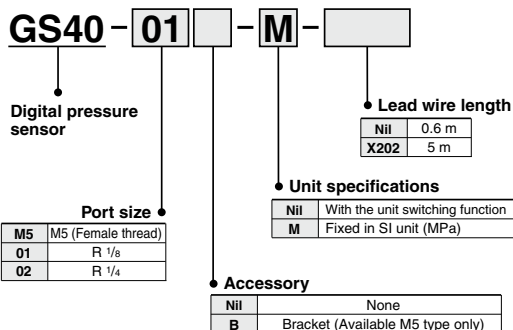 GS40 - 01 - M -
Digital pressure
sensor
Lead wire length
Nil 0.6 m
X202 5 m
Unit specifications
Nil With the unit switching function
M Fixed in SI unit (MPa)
Port size
M5 M5 (Female thread)
01 R 1/8
02 R 1/4
Accessory
Nil None
B Bracket (Available M5 type only)